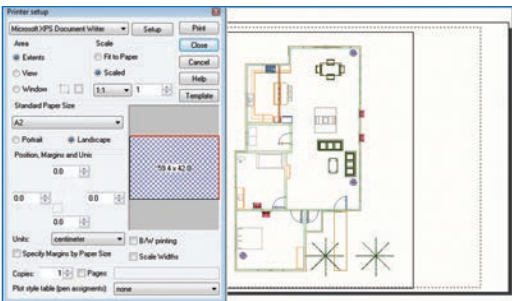 Printer setup
Microsoft XPS Document Writer Setup Print
Area Scale Close
Extents Fit to Paper Cancel
View Scaled Help
Window 1:1 1 Template
Standard Paper Size
A2
Portrait Landscape
Position, Margins and Unic
0.0
59.4 x 42.0
0.0 0.0
0.0
Units: centimeter B/W printing
Specify Margins by Paper Size Scale Widths
Copies: 1 Pages:
Plot style table (pen assigments) none